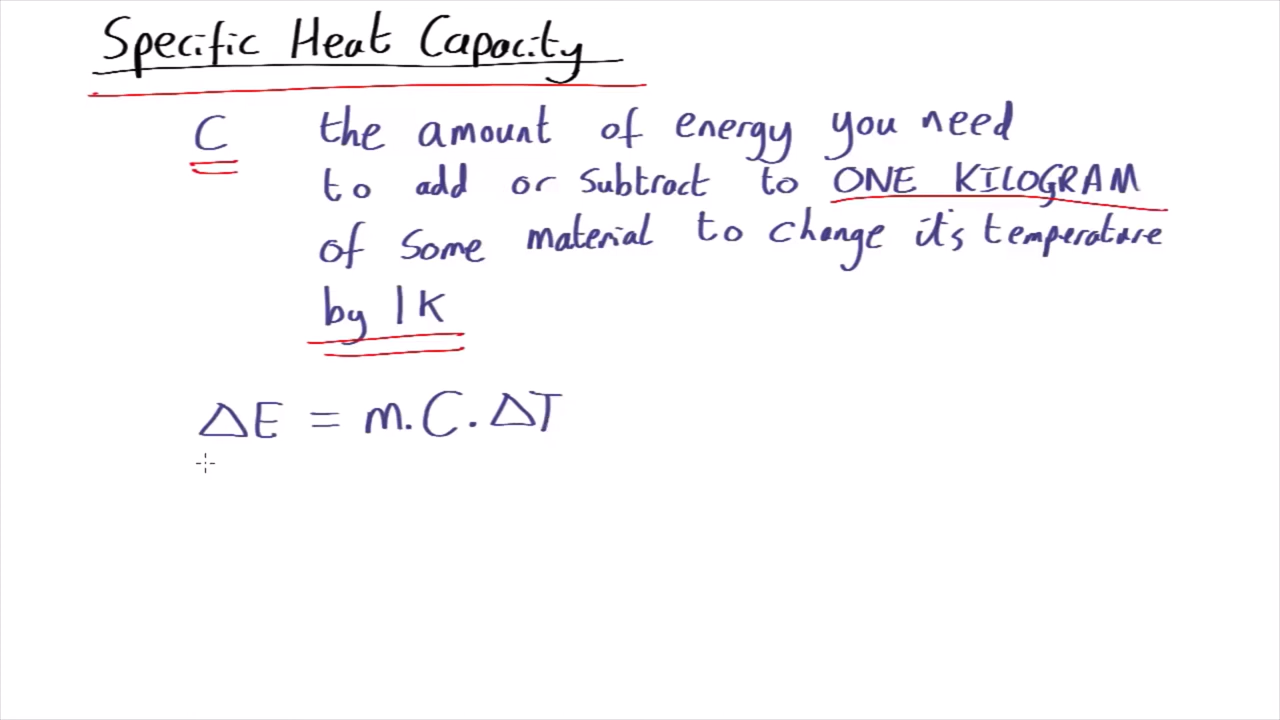 Specific Heat Capacity
C the amount of energy you need
to add or subtract to ONE KILOGRAM
of some material to change it's temperature
by 1K
ΔE = m.C.ΔT